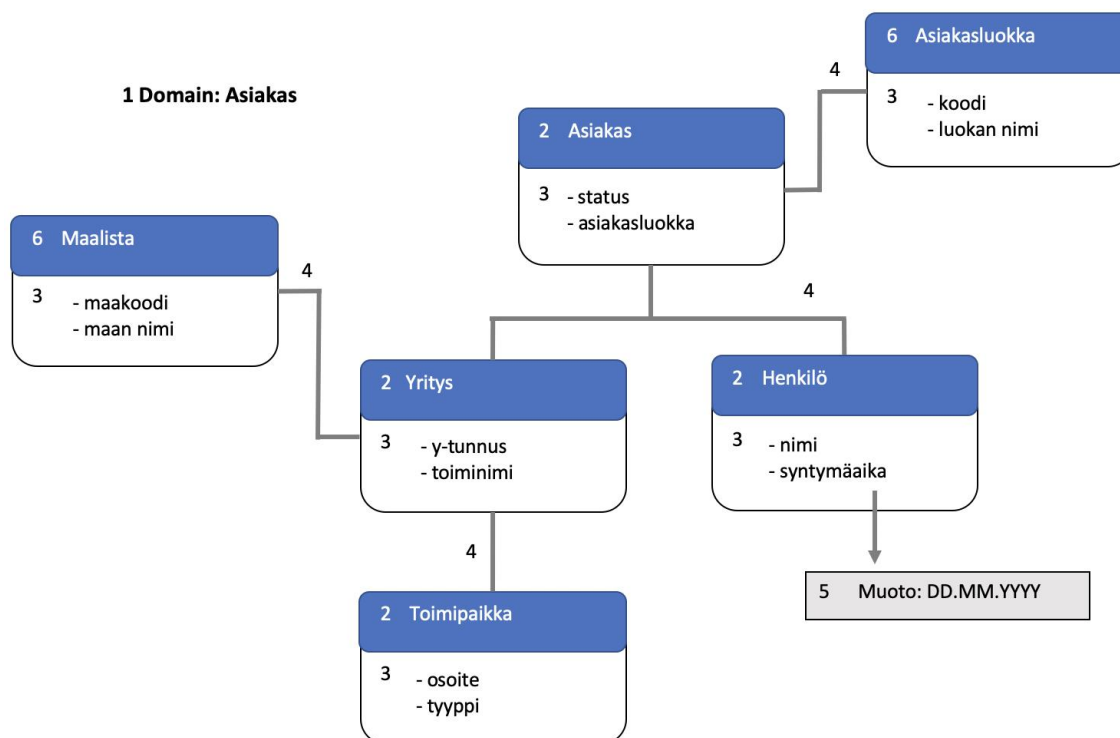 1 Domain: Asiakas
6 Asiakasluokka
4
3 - koodi
- luokan nimi
2 Asiakas
3 - status
- asiakasluokka
6 Maalista
4
3 - maakoodi
- maan nimi
4
2 Yritys
3 - y-tunnus
- toiminimi
2 Henkilö
3 - nimi
- syntymäaika
4
5 Muoto: DD.MM.YYYY
2 Toimipaikka
3 - osoite
- tyyppi